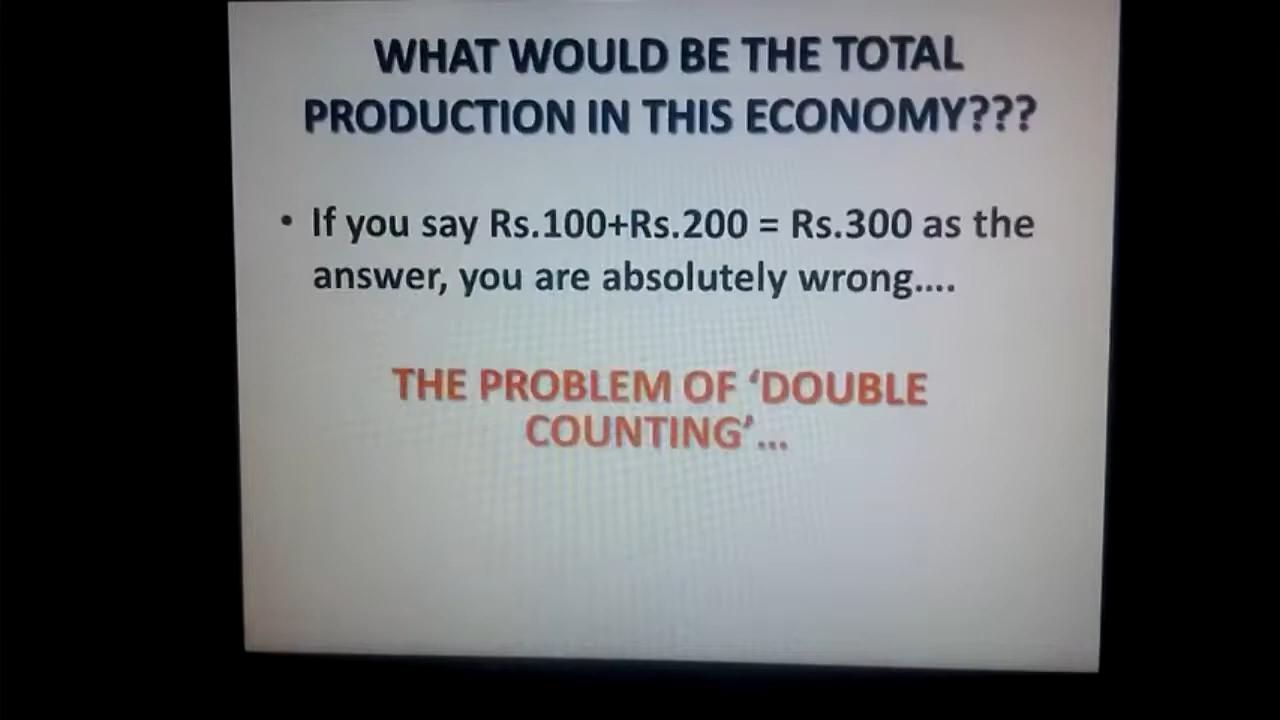 WHAT WOULD BE THE TOTAL
PRODUCTION IN THIS ECONOMY???
• If you say Rs.100+Rs.200 = Rs.300 as the
answer, you are absolutely wrong....
THE PROBLEM OF ‘DOUBLE
COUNTING’...